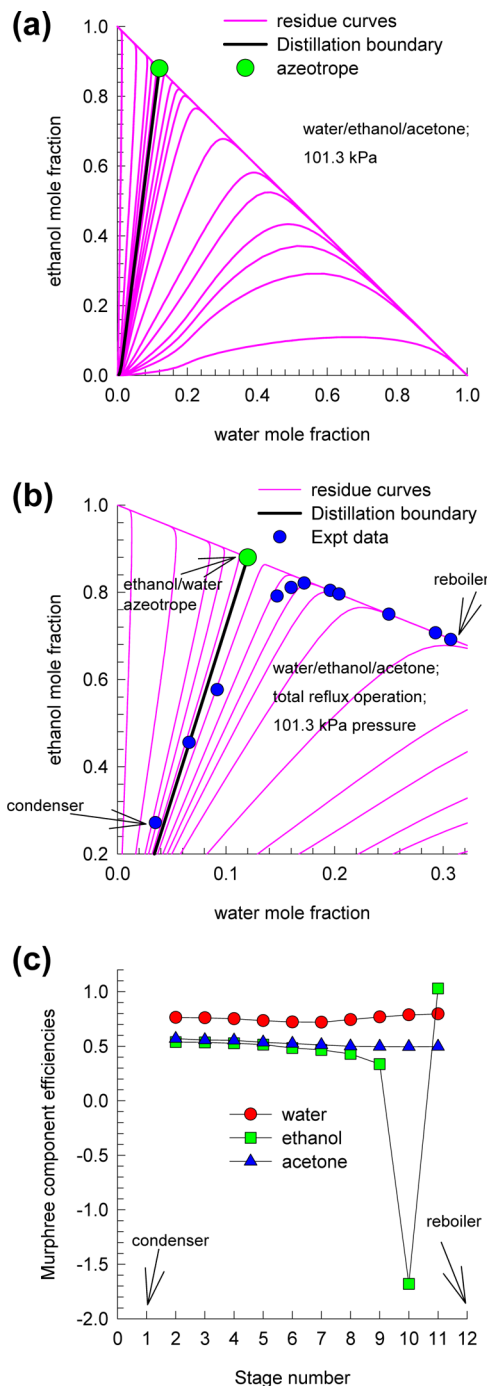 (a)
residue curves
Distillation boundary
azeotrope
water/ethanol/acetone;
101.3 kPa
1.0
0.8
0.6
0.4
0.2
0.0
ethanol mole fraction
0.0 0.2 0.4 0.6 0.8 1.0
water mole fraction
(b)
residue curves
Distillation boundary
Expt data
1.0
0.8
0.6
0.4
0.2
ethanol mole fraction
ethanol/water
azeotrope
reboiler
water/ethanol/acetone;
total reflux operation;
101.3 kPa pressure
condenser
0.0 0.1 0.2 0.3
water mole fraction
(c)
1.0
0.5
0.0
-0.5
-1.0
-1.5
-2.0
Murphree component efficiencies
water
ethanol
acetone
condenser
reboiler
0 1 2 3 4 5 6 7 8 9 10 11 12
Stage number